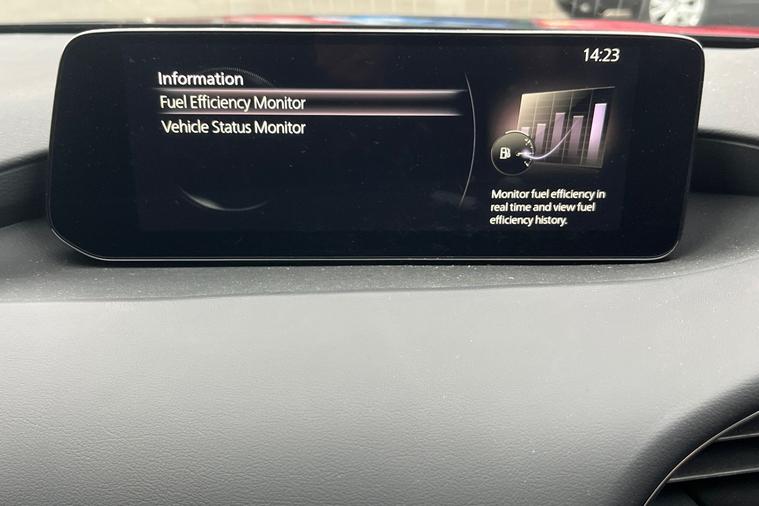 14:23
Information
Fuel Efficiency Monitor
Vehicle Status Monitor
Monitor fuel efficiency in
real time and view fuel
efficiency history.